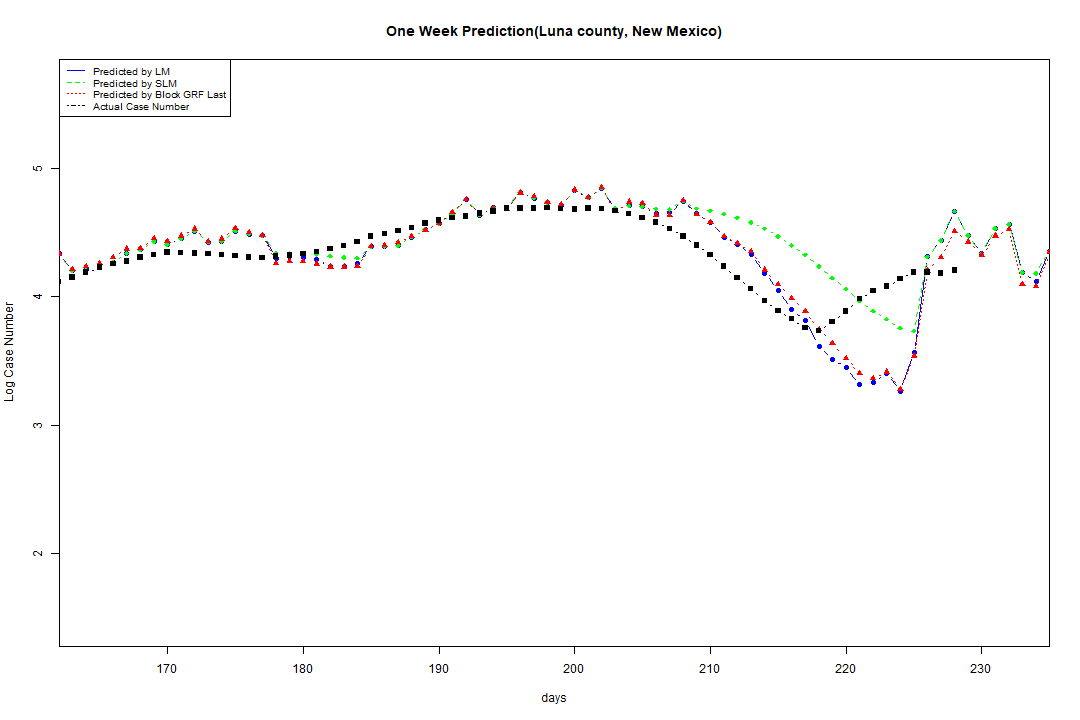 One Week Prediction(Luna county, New Mexico)
Predicted by LM
Predicted by SLM
Predicted by Block GRF Last
Actual Case Number
5
4
3
2
Log Case Number
170 180 190 200 210 220 230
days